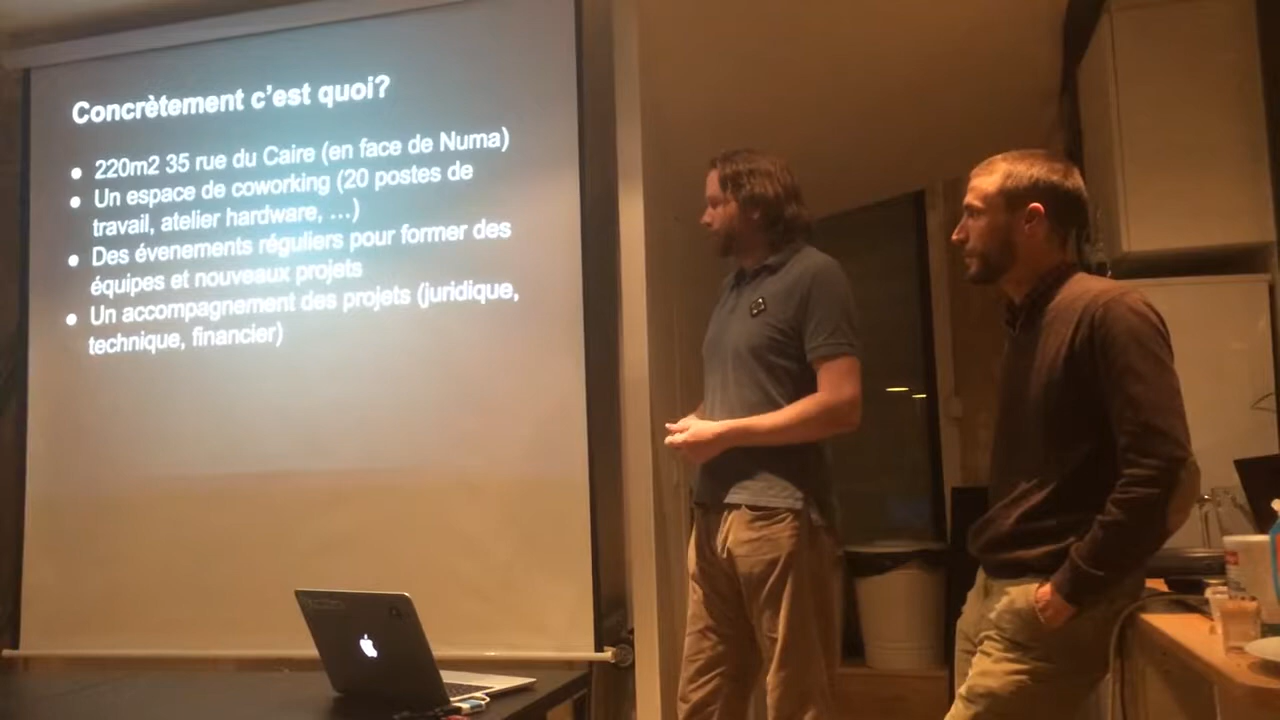 Concrètement c'est quoi?
• 220m2 35 rue du Caire (en face de Numa)
• Un espace de coworking (20 postes de
travail, atelier hardware, ...)
• Des évenements réguliers pour former des
équipes et nouveaux projets
• Un accompagnement des projets (juridique,
technique, financier)